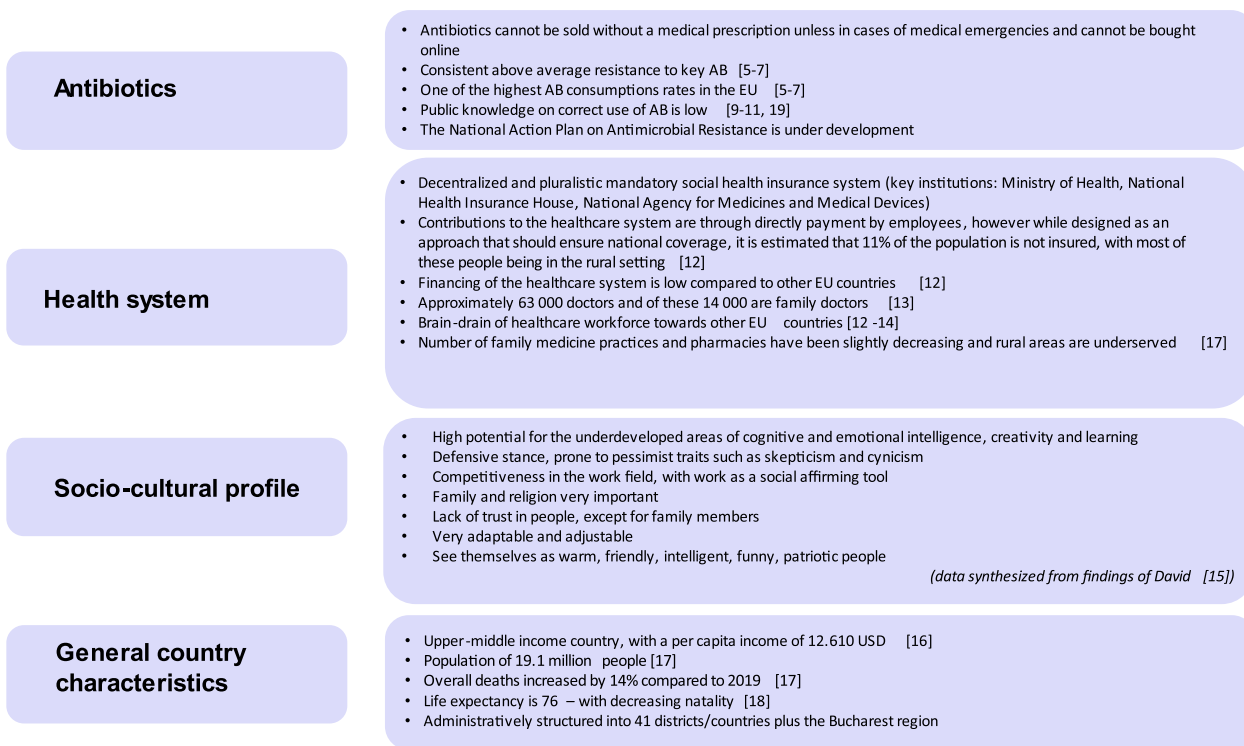 Antibiotics
• Antibiotics cannot be sold without a medical prescription unless in cases of medical emergencies and cannot be bought
online
• Consistent above average resistance to key AB [5-7]
• One of the highest AB consumptions rates in the EU [5-7]
• Public knowledge on correct use of AB is low [9-11, 19]
• The National Action Plan on Antimicrobial Resistance is under development
Health system
• Decentralized and pluralistic mandatory social health insurance system (key institutions: Ministry of Health, National
Health Insurance House, National Agency for Medicines and Medical Devices)
• Contributions to the healthcare system are through directly payment by employees, however while designed as an
approach that should ensure national coverage, it is estimated that 11% of the population is not insured, with most of
these people being in the rural setting [12]
• Financing of the healthcare system is low compared to other EU countries [12]
• Approximately 63 000 doctors and of these 14 000 are family doctors [13]
• Brain-drain of healthcare workforce towards other EU countries [12 -14]
• Number of family medicine practices and pharmacies have been slightly decreasing and rural areas are underserved [17]
Socio-cultural profile
• High potential for the underdeveloped areas of cognitive and emotional intelligence, creativity and learning
• Defensive stance, prone to pessimist traits such as skepticism and cynicism
• Competitiveness in the work field, with work as a social affirming tool
• Family and religion very important
• Lack of trust in people, except for family members
• Very adaptable and adjustable
• See themselves as warm, friendly, intelligent, funny, patriotic people
(data synthesized from findings of David [15])
General country
characteristics
• Upper-middle income country, with a per capita income of 12.610 USD [16]
• Population of 19.1 million people [17]
• Overall deaths increased by 14% compared to 2019 [17]
• Life expectancy is 76 – with decreasing natality [18]
• Administratively structured into 41 districts/countries plus the Bucharest region